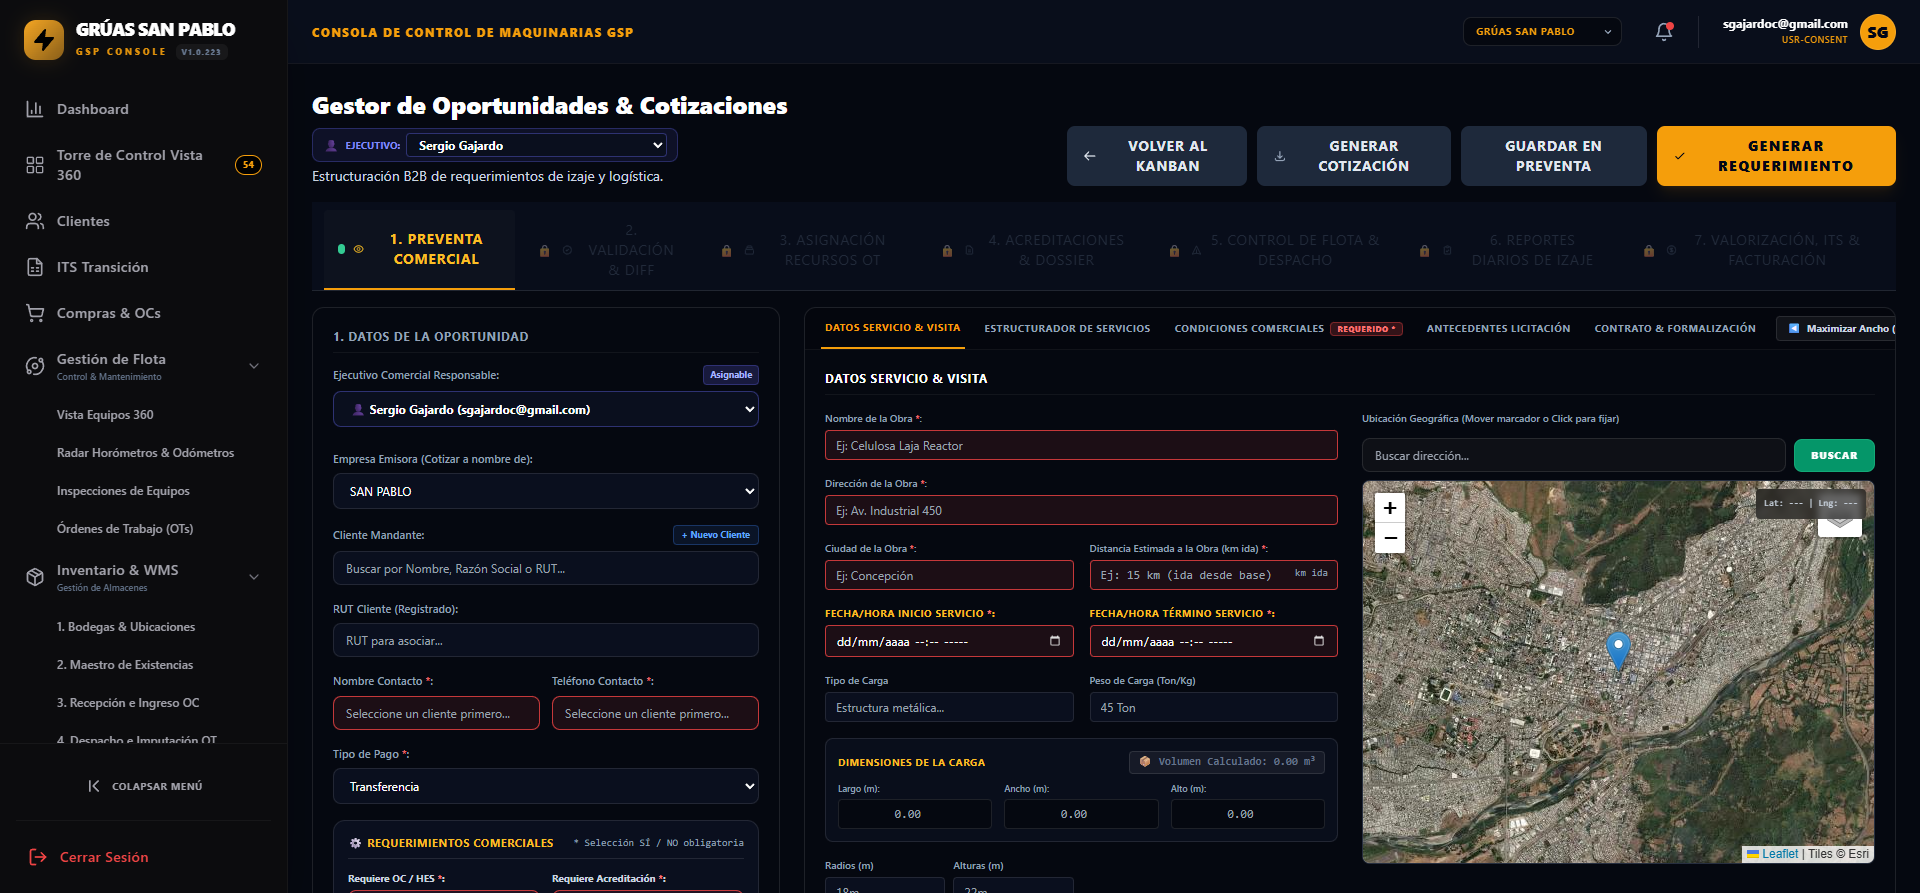 GRÚAS SAN PABLO
GSP CONSOLE V1.0.223
Dashboard
Torre de Control Vista 360
54
Clientes
ITS Transición
Compras & OCs
Gestión de Flota
Control & Mantenimiento
Vista Equipos 360
Radar Horómetros & Odómetros
Inspecciones de Equipos
Órdenes de Trabajo (OTs)
Inventario & WMS
Gestión de Almacenes
1. Bodegas & Ubicaciones
2. Maestro de Existencias
3. Recepción e Ingreso OC
4. Despacho e Imputación OT
COLAPSAR MENÚ
Cerrar Sesión
CONSOLA DE CONTROL DE MAQUINARIAS GSP
GRÚAS SAN PABLO
sgajardoc@gmail.com
USR-CONSENT
SG
Gestor de Oportunidades & Cotizaciones
EJECUTIVO: Sergio Gajardo
Estructuración B2B de requerimientos de izaje y logística.
VOLVER AL KANBAN
GENERAR COTIZACIÓN
GUARDAR EN PREVENTA
GENERAR REQUERIMIENTO
1. PREVENTA COMERCIAL
2. VALIDACIÓN & DIFF
3. ASIGNACIÓN RECURSOS OT
4. ACREDITACIONES & DOSSIER
5. CONTROL DE FLOTA & DESPACHO
6. REPORTES DIARIOS DE IZAJE
7. VALORIZACIÓN. ITS & FACTURACIÓN
1. DATOS DE LA OPORTUNIDAD
Ejecutivo Comercial Responsable:
Asignable
Sergio Gajardo (sgajardoc@gmail.com)
Empresa Emisora (Cotizar a nombre de):
SAN PABLO
Cliente Mandante:
+ Nuevo Cliente
Buscar por Nombre, Razón Social o RUT...
RUT Cliente (Registrado):
RUT para asociar...
Nombre Contacto *:
Teléfono Contacto *:
Seleccione un cliente primero...
Seleccione un cliente primero...
Tipo de Pago *:
Transferencia
REQUERIMIENTOS COMERCIALES
* Selección SÍ / NO obligatoria
Requiere OC / HES *:
Requiere Acreditación *:
DATOS SERVICIO & VISITA
ESTRUCTURADOR DE SERVICIOS
CONDICIONES COMERCIALES REQUERIDO *
ANTECEDENTES LICITACIÓN
CONTRATO & FORMALIZACIÓN
Maximizar Ancho (
DATOS SERVICIO & VISITA
Nombre de la Obra *:
Ej: Celulosa Laja Reactor
Dirección de la Obra *:
Ej: Av. Industrial 450
Ciudad de la Obra *:
Distancia Estimada a la Obra (km ida) *:
Ej: Concepción
Ej: 15 km (ida desde base) km ida
FECHA/HORA INICIO SERVICIO *:
FECHA/HORA TÉRMINO SERVICIO *:
dd/mm/aaaa --:-- -----
dd/mm/aaaa --:-- -----
Tipo de Carga
Peso de Carga (Ton/Kg)
Estructura metálica...
45 Ton
DIMENSIONES DE LA CARGA
Volumen Calculado: 0.00 m³
Largo (m):
Ancho (m):
Alto (m):
0.00
0.00
0.00
Radios (m)
Alturas (m)
18m
22m
Ubicación Geográfica (Mover marcador o Click para fijar)
Buscar dirección...
BUSCAR
+
−
Lat: --- | Lng: ---
Leaflet | Tiles © Esri